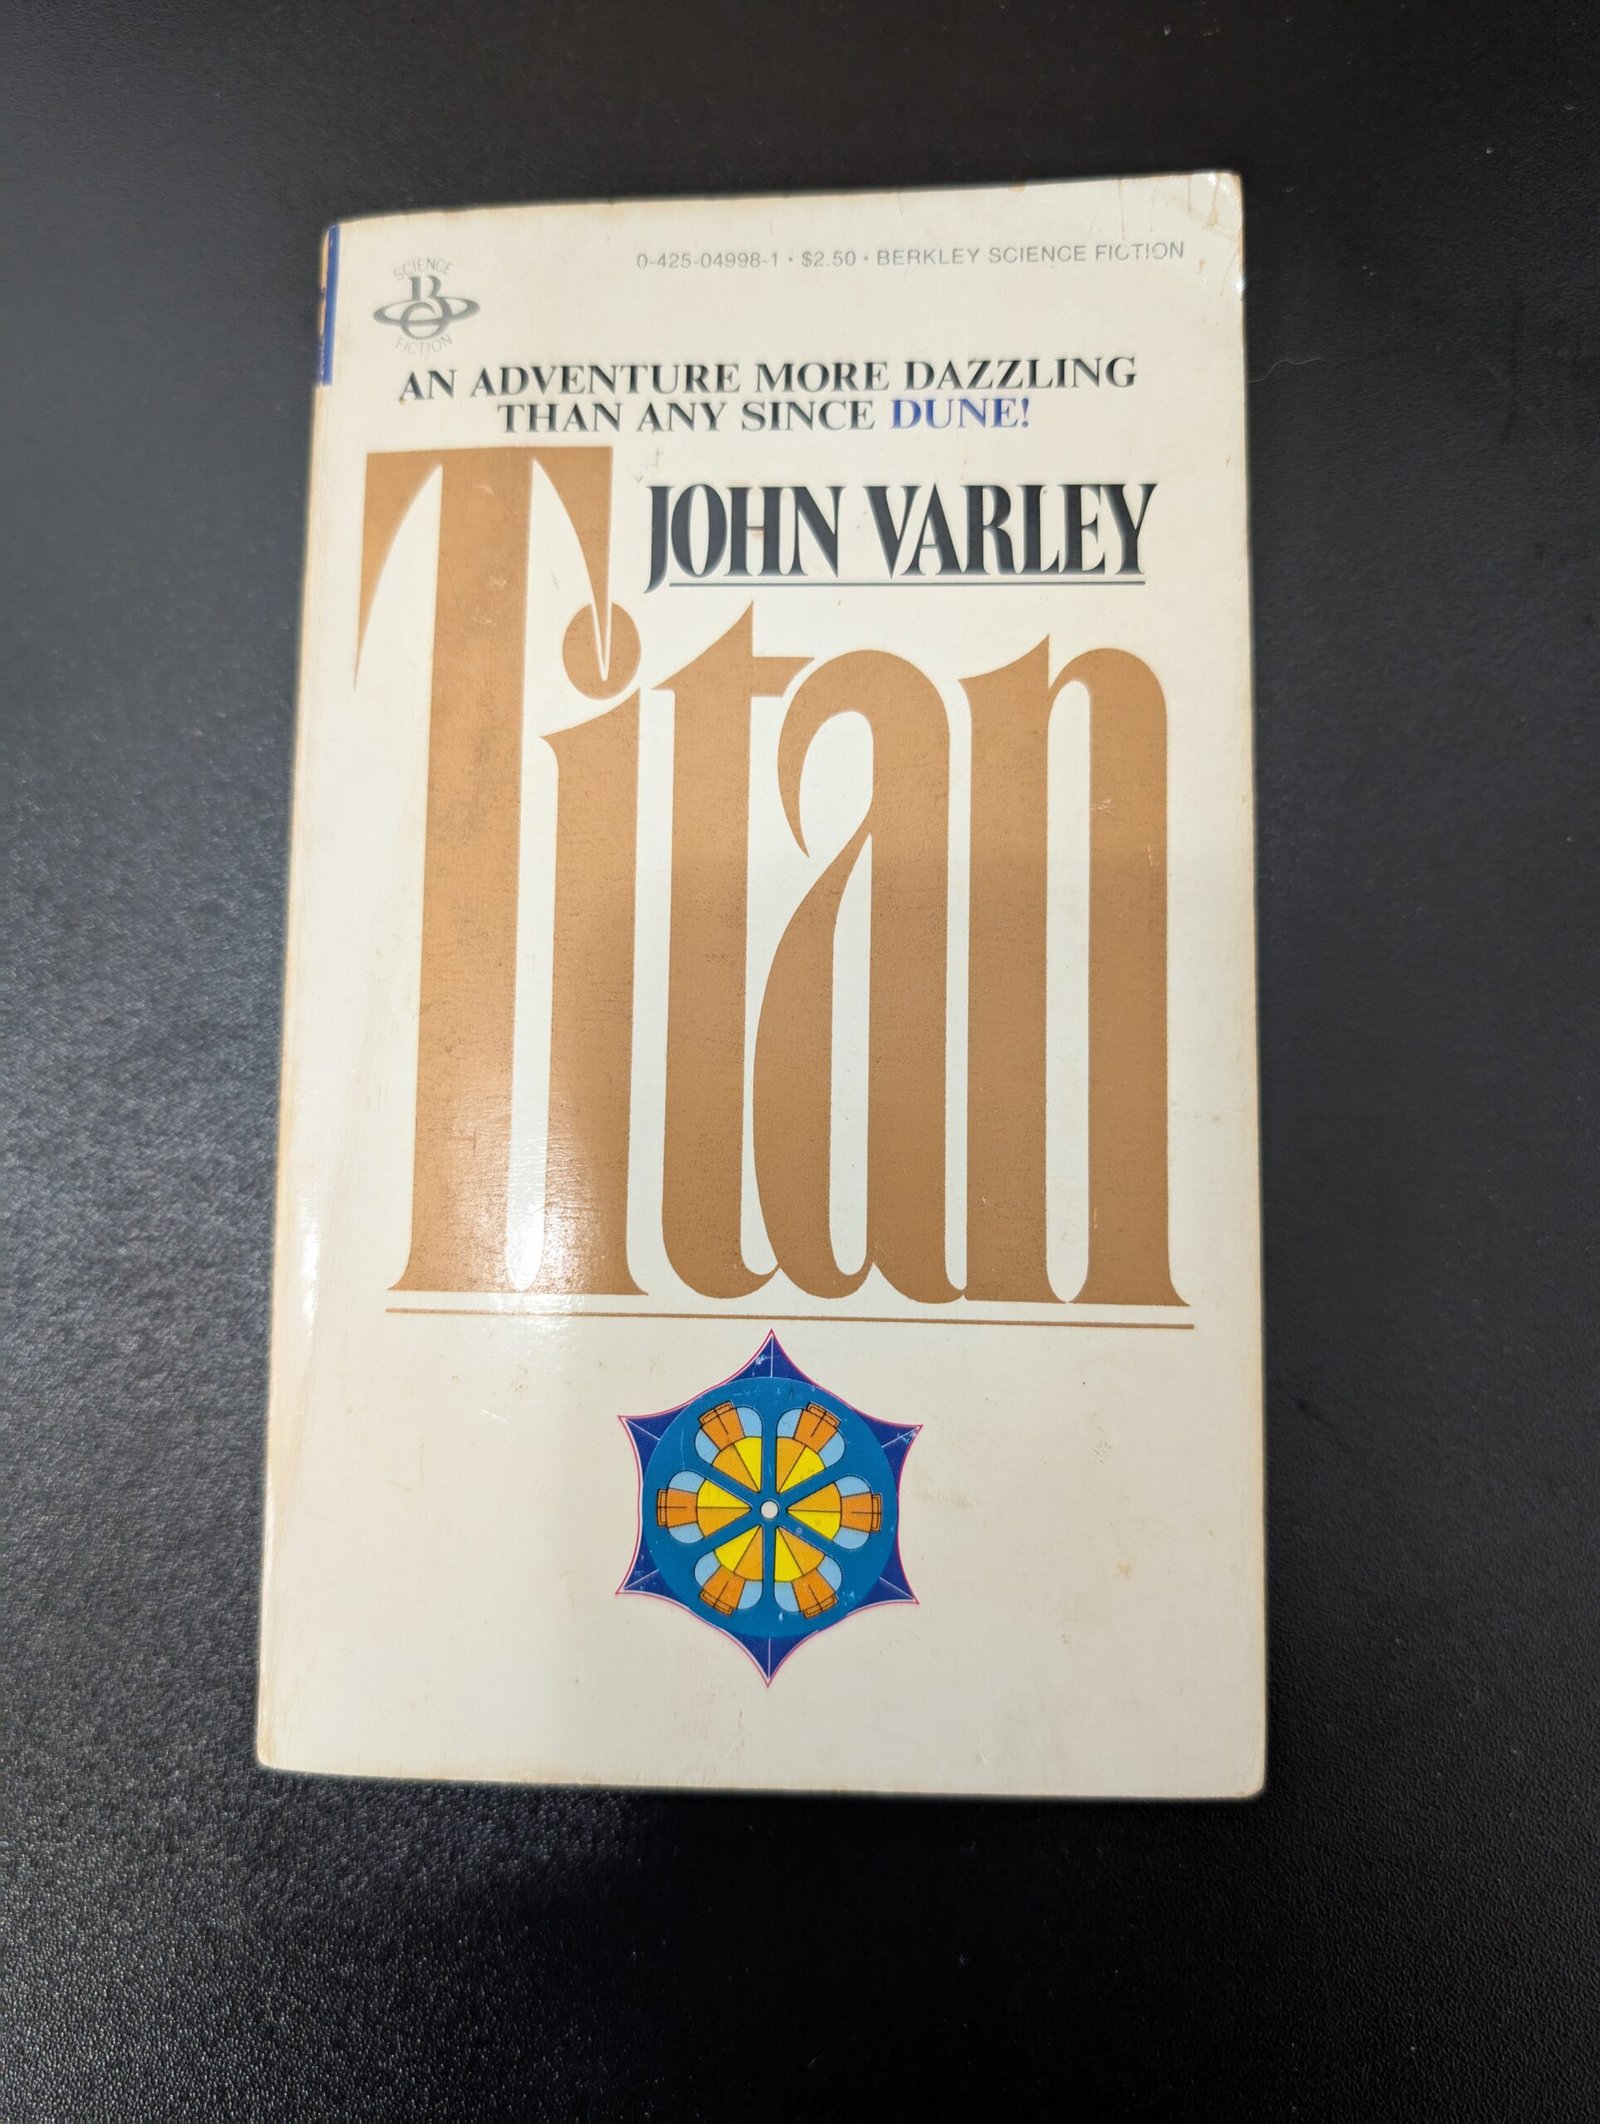 0-425-04998-1 • $2.50 • BERKLEY SCIENCE FICTION
SCIENCE
B
FICTION
AN ADVENTURE MORE DAZZLING
THAN ANY SINCE DUNE!
JOHN VARLEY
Titan